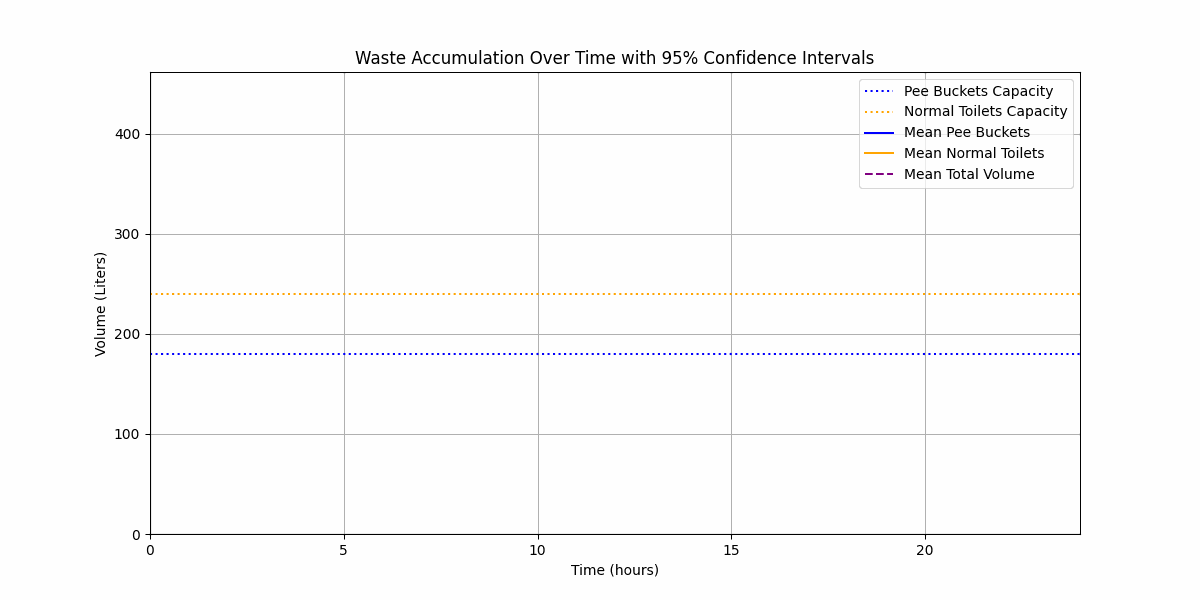 Waste Accumulation Over Time with 95% Confidence Intervals
Pee Buckets Capacity
Normal Toilets Capacity
Mean Pee Buckets
Mean Normal Toilets
Mean Total Volume
400
300
200
100
0
Volume (Liters)
0 5 10 15 20
Time (hours)